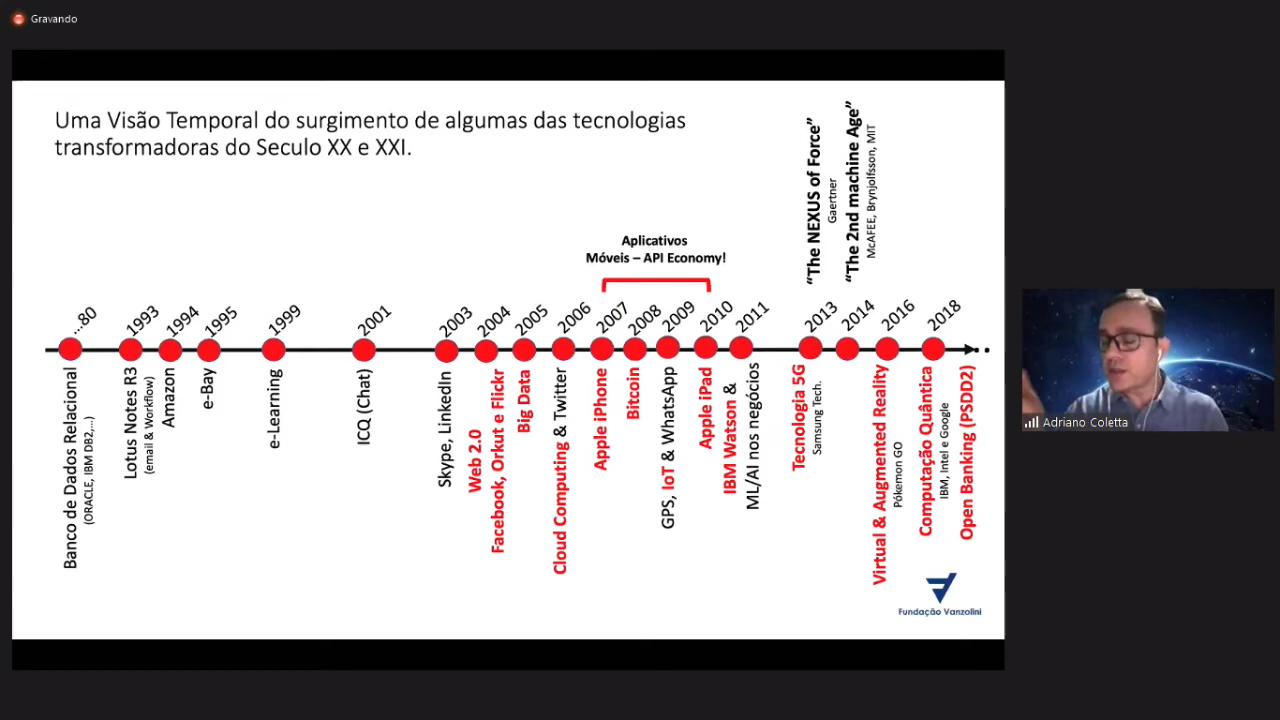 Gravando
Uma Visão Temporal do surgimento de algumas das tecnologias
transformadoras do Seculo XX e XXI.
"The NEXUS of Force"
Gaertner
"The 2nd machine Age"
McAFEE, Brynjolfsson, MIT
Aplicativos
Móveis – API Economy!
...80
1993
1994
1995
1999
2001
2003
2004
2005
2006
2007
2008
2009
2010
2011
2013
2014
2016
2018
Banco de Dados Relacional
(ORACLE, IBM DB2,...)
Lotus Notes R3
(email & Workflow)
Amazon
e-Bay
e-Learning
ICQ (Chat)
Skype, LinkedIn
Web 2.0
Facebook, Orkut e Flickr
Big Data
Cloud Computing & Twitter
Apple iPhone
Bitcoin
GPS, IoT & WhatsApp
Apple iPad
IBM Watson &
ML/AI nos negócios
Tecnologia 5G
Samsung Tech.
Virtual & Augmented Reality
Pókemon GO
Computação Quântica
IBM, Intel e Google
Open Banking (PSDD2)
Fundação Vanzolini
Adriano Coletta